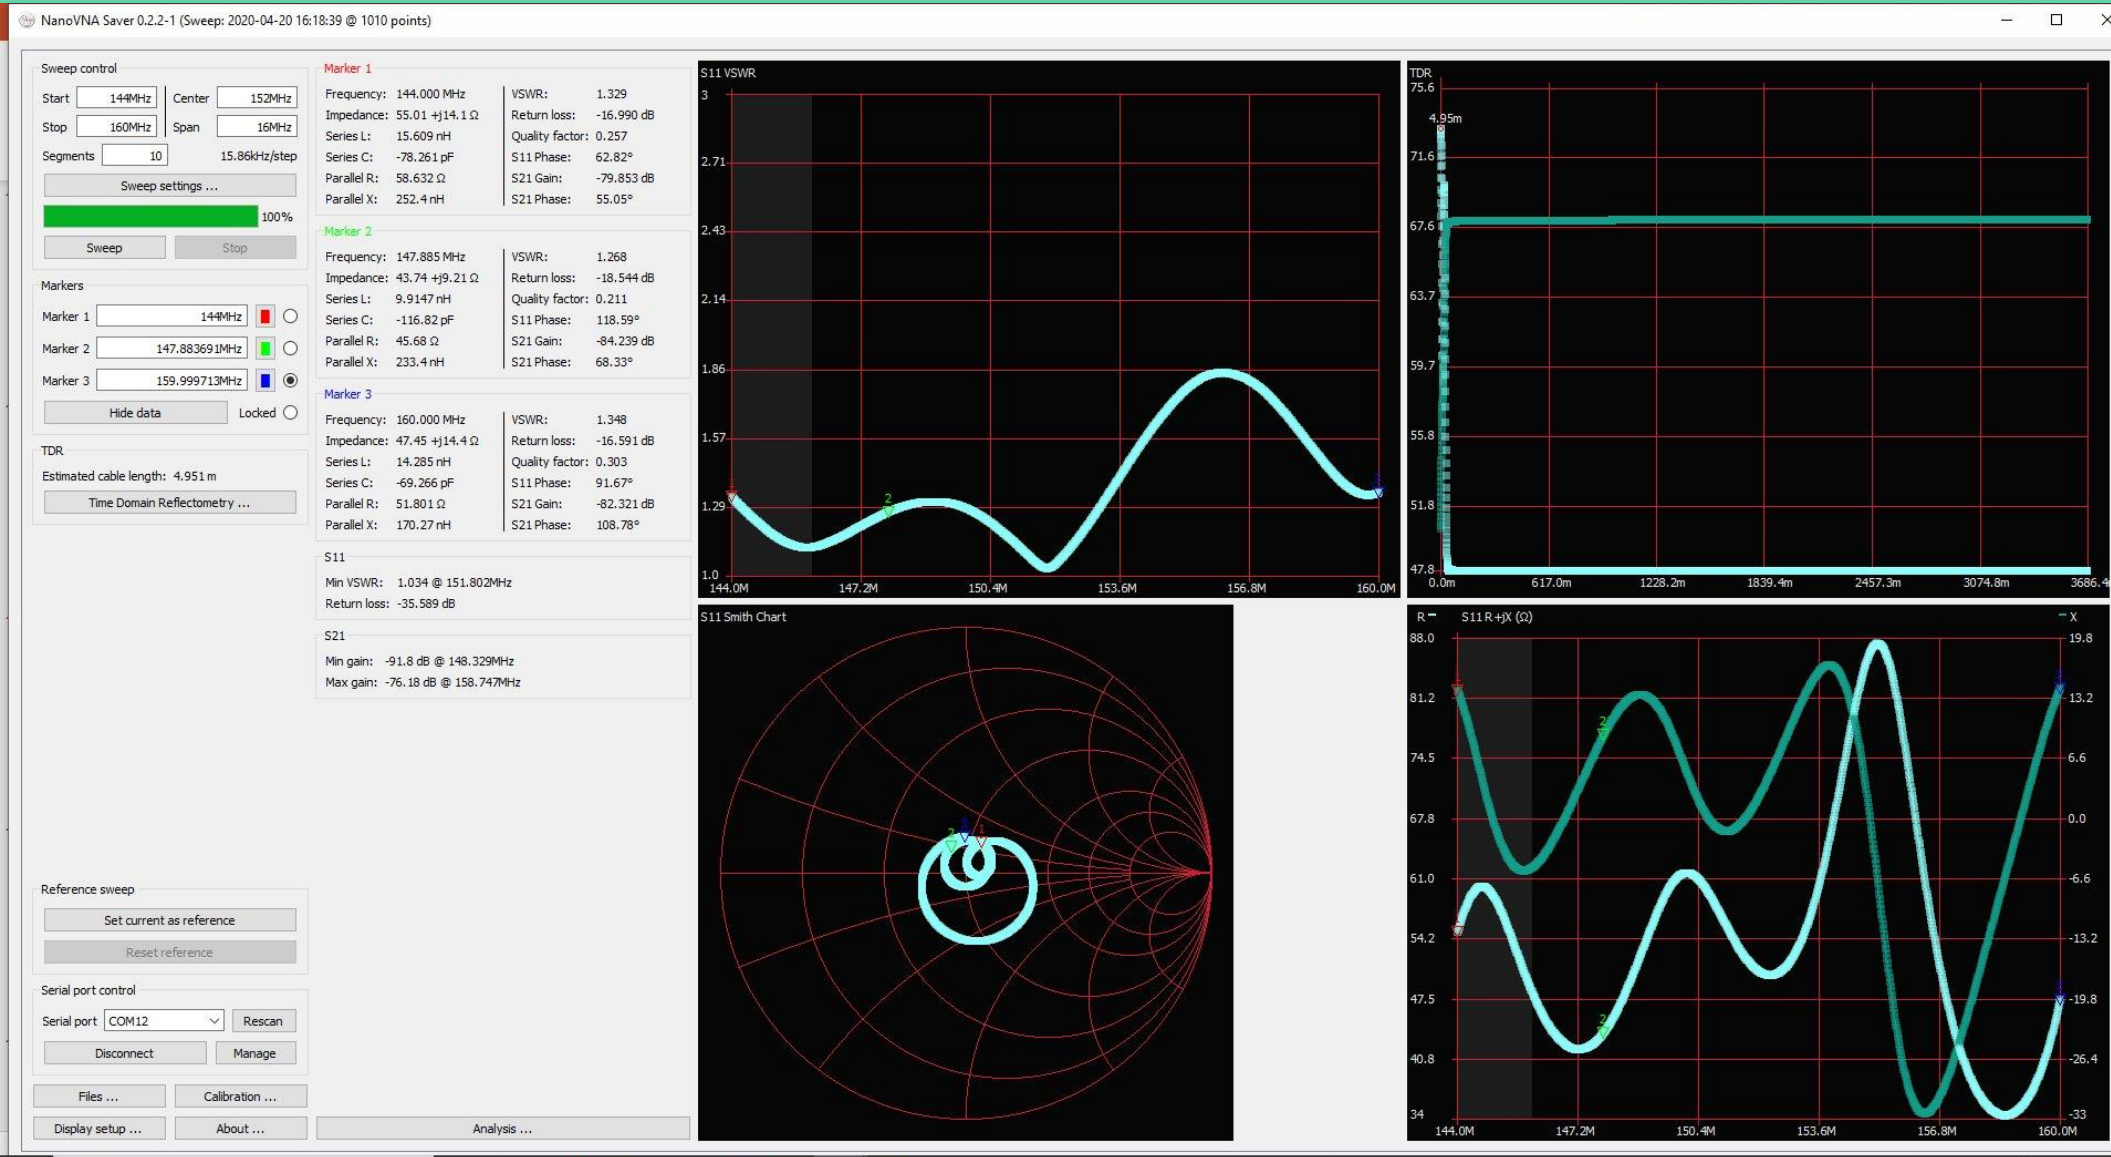 NanoVNA Saver 0.2.2-1 (Sweep: 2020-04-20 16:18:39 @ 1010 points)
Sweep control
Start 144MHz Center 152MHz
Stop 160MHz Span 16MHz
Segments 10 15.86kHz/step
Sweep settings ...
100%
Sweep Stop
Markers
Marker 1 144MHz
Marker 2 147.883691MHz
Marker 3 159.999713MHz
Hide data Locked
TDR
Estimated cable length: 4.951 m
Time Domain Reflectometry ...
Reference sweep
Set current as reference
Reset reference
Serial port control
Serial port COM12 Rescan
Disconnect Manage
Files ... Calibration ...
Display setup ... About ...
Marker 1
Frequency: 144.000 MHz VSWR: 1.329
Impedance: 55.01 +j14.1 Ω Return loss: -16.990 dB
Series L: 15.609 nH Quality factor: 0.257
Series C: -78.261 pF S11 Phase: 62.82°
Parallel R: 58.632 Ω S21 Gain: -79.853 dB
Parallel X: 252.4 nH S21 Phase: 55.05°
Marker 2
Frequency: 147.885 MHz VSWR: 1.268
Impedance: 43.74 +j9.21 Ω Return loss: -18.544 dB
Series L: 9.9147 nH Quality factor: 0.211
Series C: -116.82 pF S11 Phase: 118.59°
Parallel R: 45.68 Ω S21 Gain: -84.239 dB
Parallel X: 233.4 nH S21 Phase: 68.33°
Marker 3
Frequency: 160.000 MHz VSWR: 1.348
Impedance: 47.45 +j14.4 Ω Return loss: -16.591 dB
Series L: 14.285 nH Quality factor: 0.303
Series C: -69.266 pF S11 Phase: 91.67°
Parallel R: 51.801 Ω S21 Gain: -82.321 dB
Parallel X: 170.27 nH S21 Phase: 108.78°
S11
Min VSWR: 1.034 @ 151.802MHz
Return loss: -35.589 dB
S21
Min gain: -91.8 dB @ 148.329MHz
Max gain: -76.18 dB @ 158.747MHz
Analysis ...
S11 VSWR
3
2.71
2.43
2.14
1.86
1.57
1.29
1.0
2
144.0M 147.2M 150.4M 153.6M 156.8M 160.0M
TDR
75.6
4.95m
71.6
67.6
63.7
59.7
55.8
51.8
47.8
0.0m 617.0m 1228.2m 1839.4m 2457.3m 3074.8m 3686.4
S11 Smith Chart
2 1
R S11 R+jX (Ω) X
88.0 19.8
81.2 13.2
2
74.5 6.6
67.8 0.0
61.0 -6.6
54.2 -13.2
47.5 -19.8
2
40.8 -26.4
34 -33
144.0M 147.2M 150.4M 153.6M 156.8M 160.0M